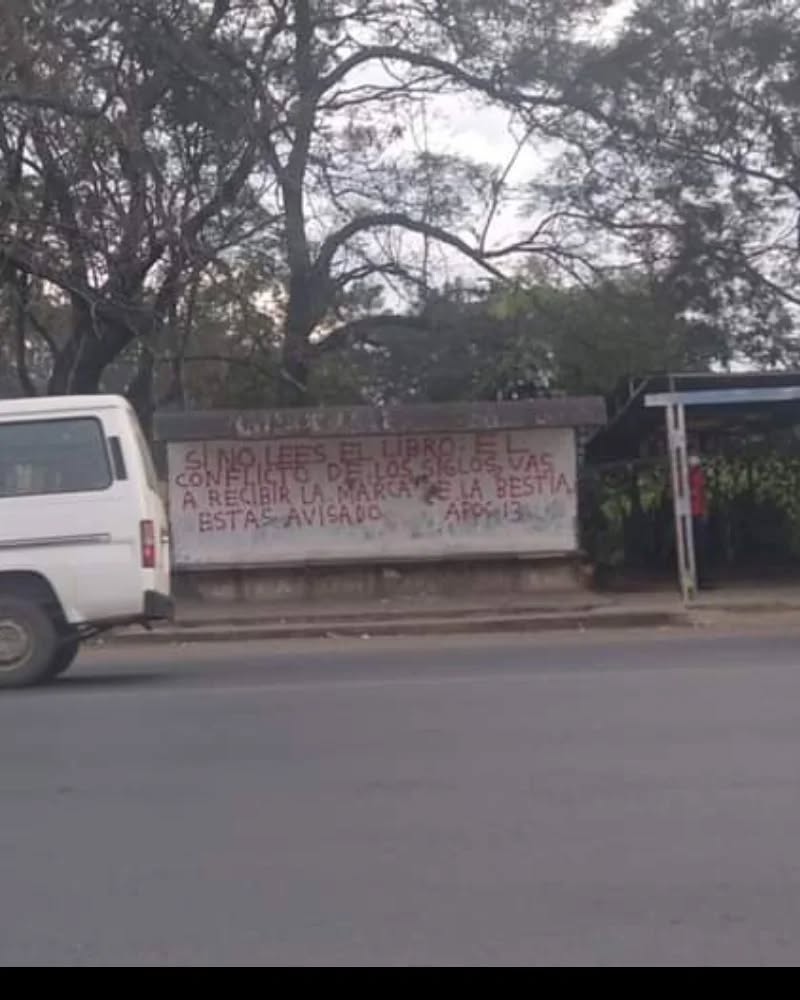 SI NO LEES EL LIBRO: EL
CONFLICTO DE LOS SIGLOS, VAS
A RECIBIR LA MARCA DE LA BESTIA,
ESTAS AVISADO APOC 13